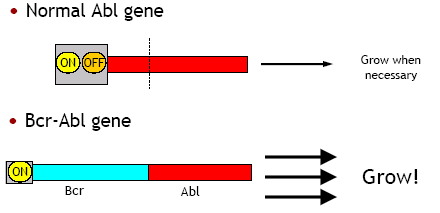 • Normal Abl gene
ON OFF
Grow when
necessary
• Bcr-Abl gene
ON
Bcr Abl
Grow!